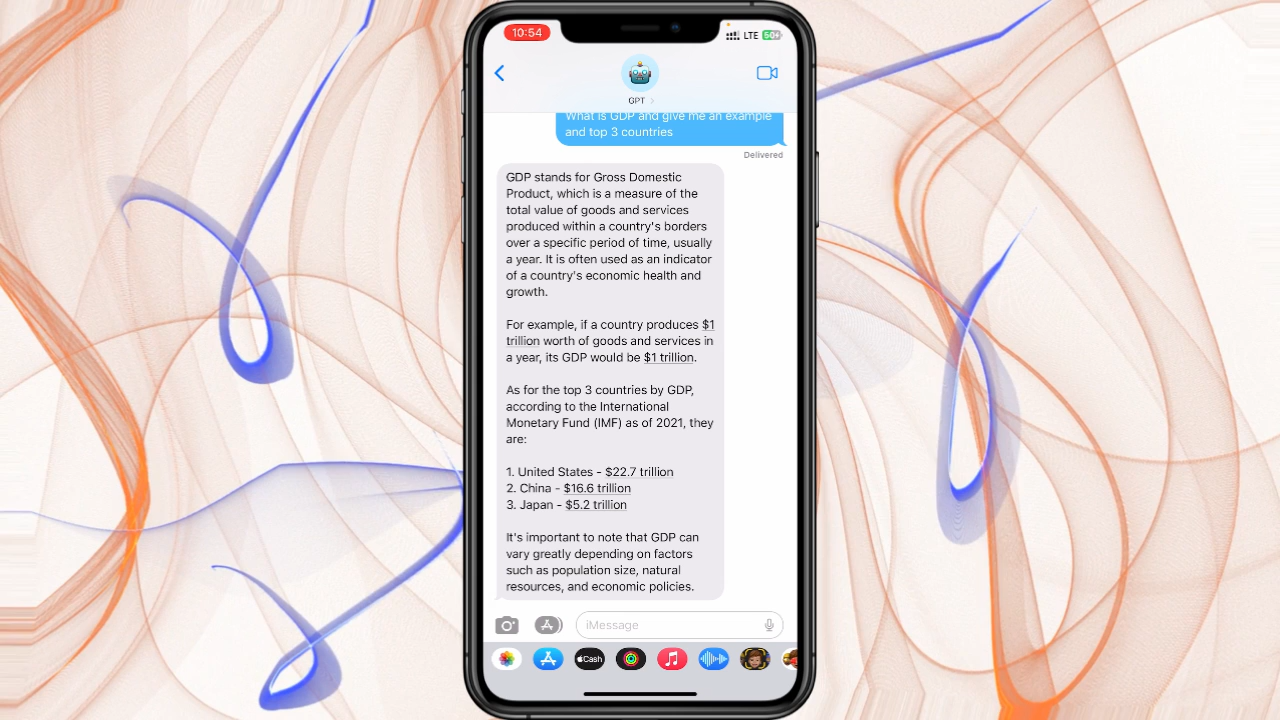 10:54
LTE 50
GPT
What is GDP and give me an example
and top 3 countries
Delivered
GDP stands for Gross Domestic
Product, which is a measure of the
total value of goods and services
produced within a country's borders
over a specific period of time, usually
a year. It is often used as an indicator
of a country's economic health and
growth.
For example, if a country produces $1
trillion worth of goods and services in
a year, its GDP would be $1 trillion.
As for the top 3 countries by GDP,
according to the International
Monetary Fund (IMF) as of 2021, they
are:
1. United States - $22.7 trillion
2. China - $16.6 trillion
3. Japan - $5.2 trillion
It's important to note that GDP can
vary greatly depending on factors
such as population size, natural
resources, and economic policies.
iMessage
Cash